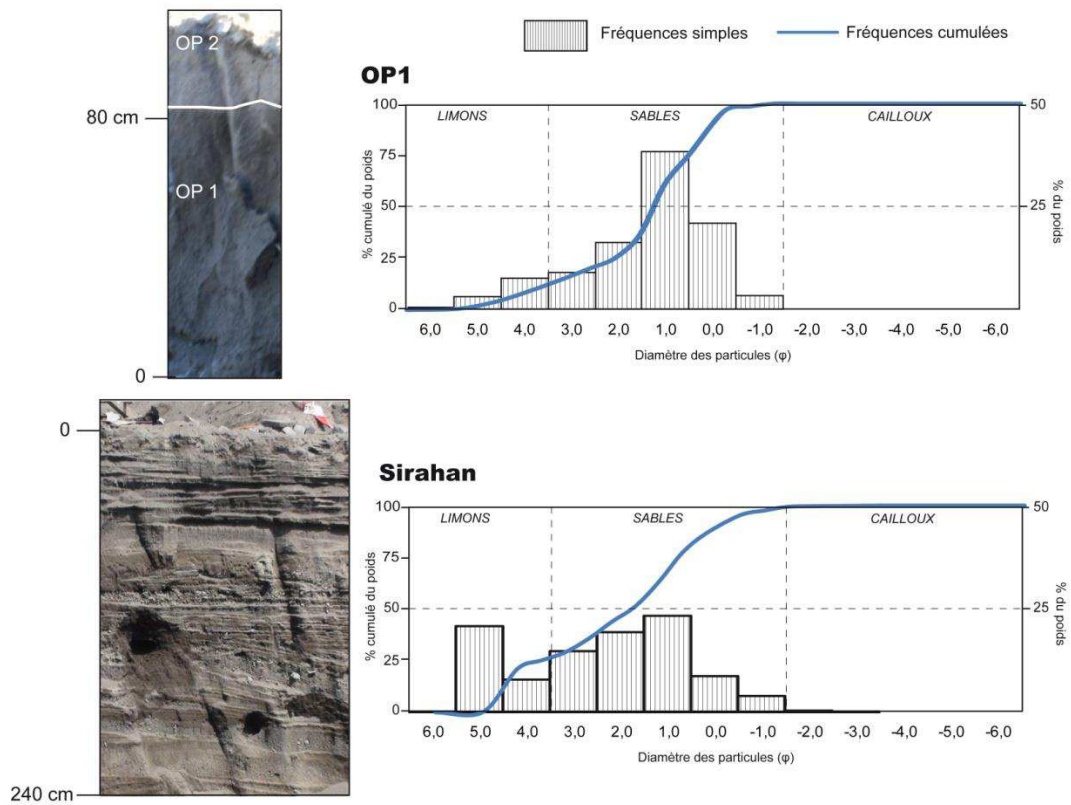 Fréquences simples Fréquences cumulées
OP 2
80 cm
OP 1
0
OP1
LIMONS SABLES CAILLOUX
100
75
50
25
0
% cumulé du poids
50
25
% du poids
6,0 5,0 4,0 3,0 2,0 1,0 0,0 -1,0 -2,0 -3,0 -4,0 -5,0 -6,0
Diamètre des particules (φ)
0
240 cm
Sirahan
LIMONS SABLES CAILLOUX
100
75
50
25
0
% cumulé du poids
50
25
0
% du poids
6,0 5,0 4,0 3,0 2,0 1,0 0,0 -1,0 -2,0 -3,0 -4,0 -5,0 -6,0
Diamètre des particules (φ)